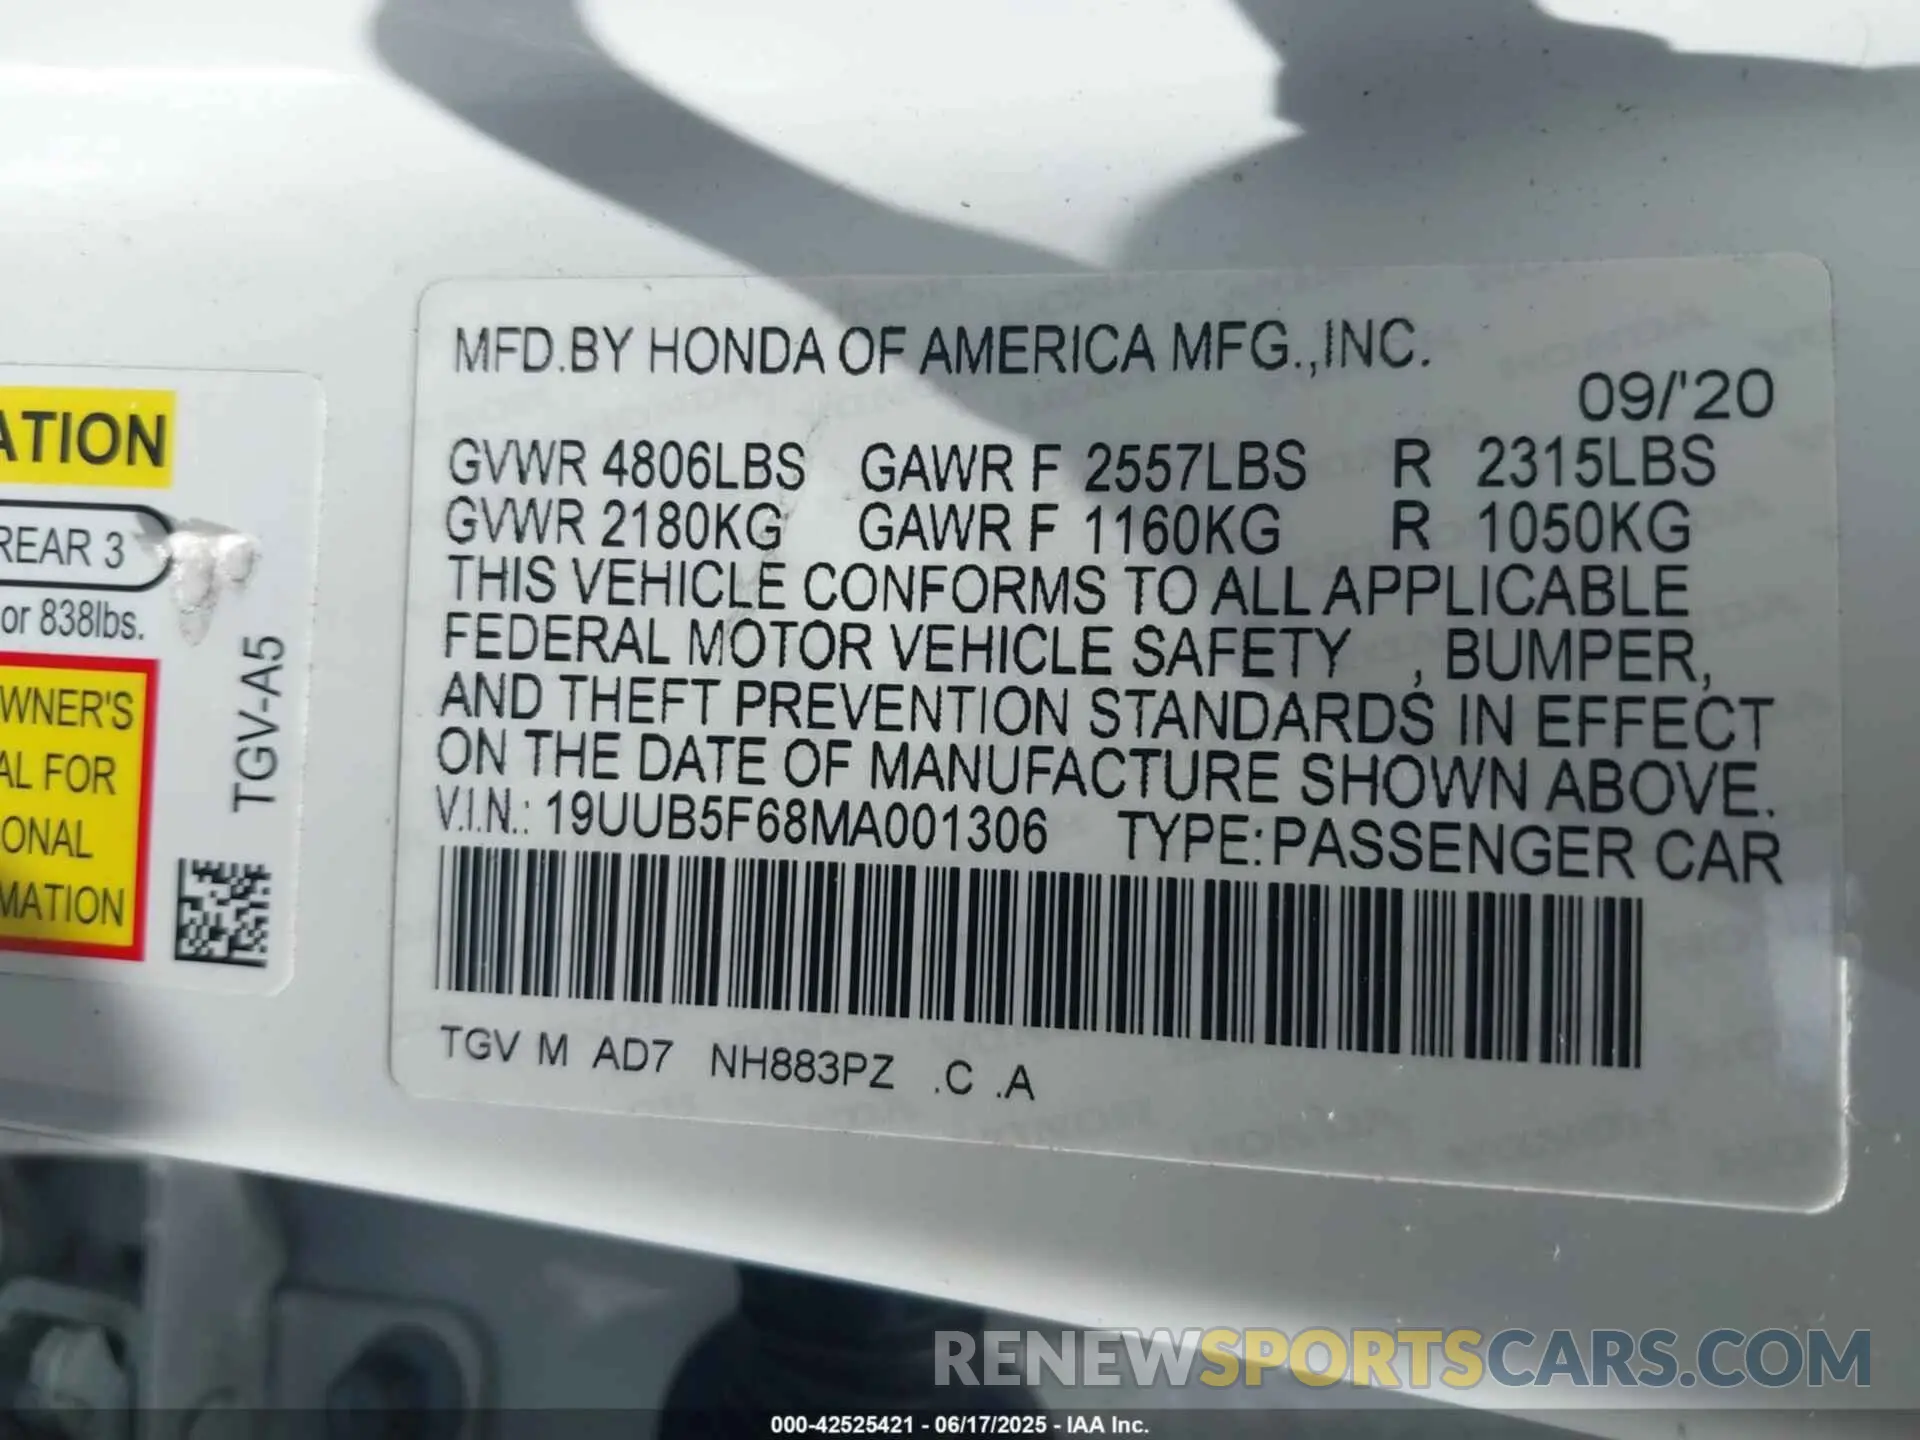 ATION
REAR 3
or 838lbs.
WNER'S
AL FOR
ONAL
MATION
TGV-A5
MFD.BY HONDA OF AMERICA MFG.,INC.
09/'20
GVWR 4806LBS GAWR F 2557LBS R 2315LBS
GVWR 2180KG GAWR F 1160KG R 1050KG
THIS VEHICLE CONFORMS TO ALL APPLICABLE
FEDERAL MOTOR VEHICLE SAFETY , BUMPER,
AND THEFT PREVENTION STANDARDS IN EFFECT
ON THE DATE OF MANUFACTURE SHOWN ABOVE.
V.I.N.: 19UUB5F68MA001306 TYPE:PASSENGER CAR
TGV M AD7 NH883PZ .C .A
RENEWSPORTSCARS.COM
000-42525421 - 06/17/2025 - IAA Inc.